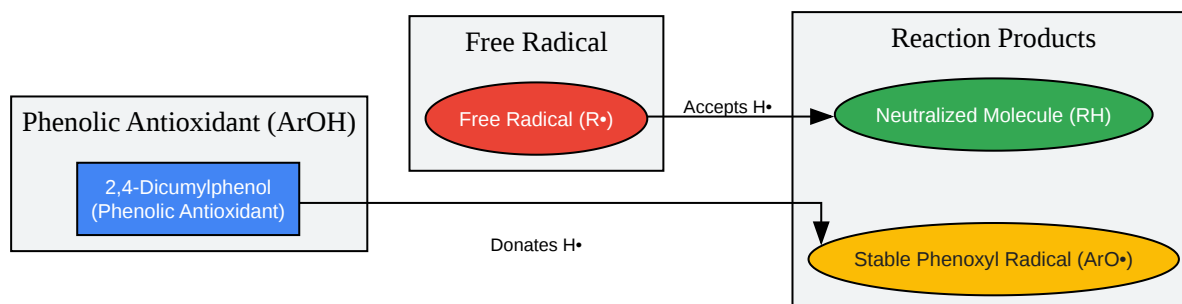 Free Radical
Reaction Products
Phenolic Antioxidant (ArOH)
Free Radical (R•)
Accepts H•
Neutralized Molecule (RH)
2,4-Dicumylphenol
(Phenolic Antioxidant)
Donates H•
Stable Phenoxyl Radical (ArO•)